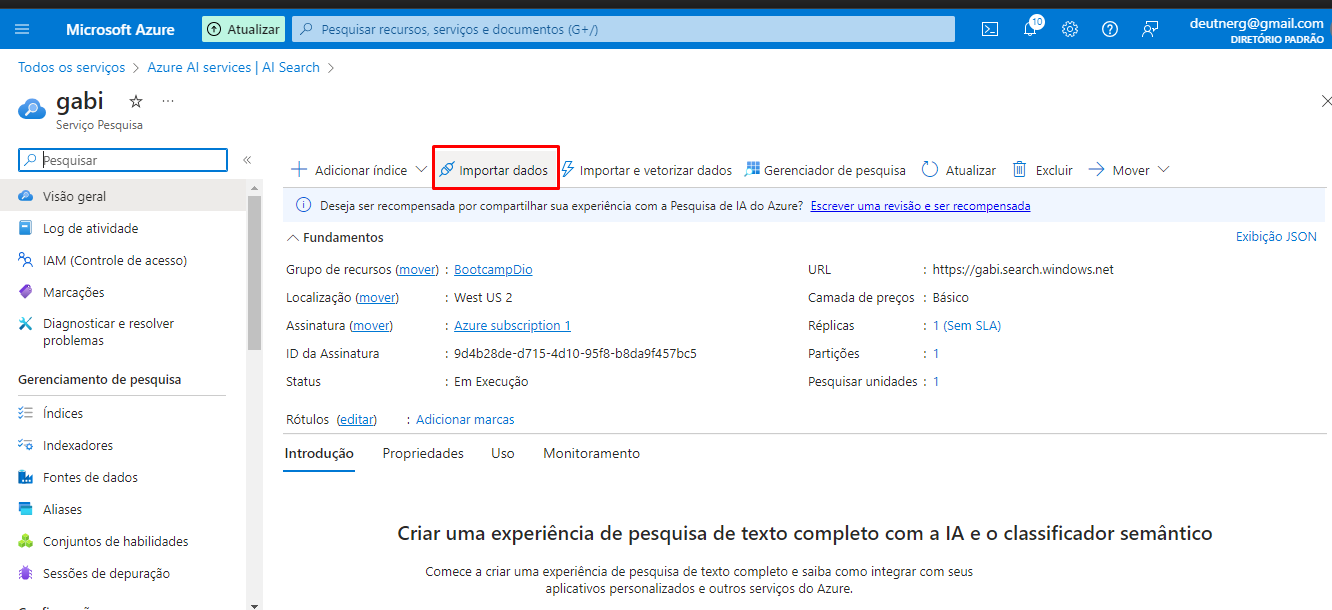 Microsoft Azure
Atualizar
Pesquisar recursos, serviços e documentos (G+/)
10
deutnerg@gmail.com
DIRETÓRIO PADRÃO
Todos os serviços > Azure AI services | AI Search >
gabi
Serviço Pesquisa
Pesquisar
Visão geral
Log de atividade
IAM (Controle de acesso)
Marcações
Diagnosticar e resolver
problemas
Gerenciamento de pesquisa
Índices
Indexadores
Fontes de dados
Aliases
Conjuntos de habilidades
Sessões de depuração
Adicionar índice
Importar dados
Importar e vetorizar dados
Gerenciador de pesquisa
Atualizar
Excluir
Mover
Deseja ser recompensada por compartilhar sua experiência com a Pesquisa de IA do Azure? Escrever uma revisão e ser recompensada
Fundamentos
Exibição JSON
Grupo de recursos (mover) : BootcampDio
Localização (mover) : West US 2
Assinatura (mover) : Azure subscription 1
ID da Assinatura : 9d4b28de-d715-4d10-95f8-b8da9f457bc5
Status : Em Execução
URL : https://gabi.search.windows.net
Camada de preços : Básico
Réplicas : 1 (Sem SLA)
Partições : 1
Pesquisar unidades : 1
Rótulos (editar) : Adicionar marcas
Introdução
Propriedades
Uso
Monitoramento
Criar uma experiência de pesquisa de texto completo com a IA e o classificador semântico
Comece a criar uma experiência de pesquisa de texto completo e saiba como integrar com seus
aplicativos personalizados e outros serviços do Azure.